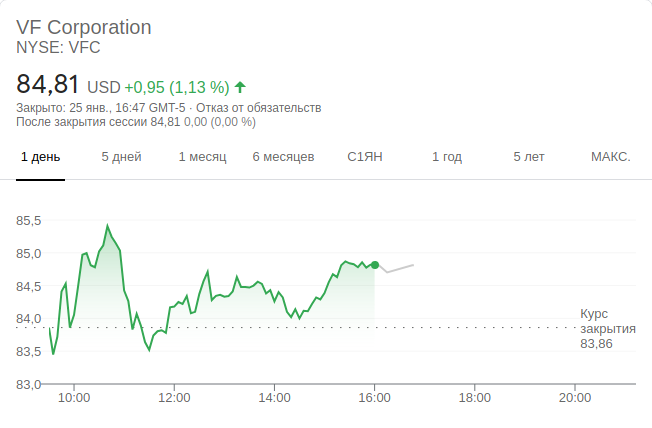 VF Corporation
NYSE: VFC
84,81 USD +0,95 (1,13 %)
Закрыто: 25 янв., 16:47 GMT-5 · Отказ от обязательств
После закрытия сессии 84,81 0,00 (0,00 %)
1 день 5 дней 1 месяц 6 месяцев С1ЯН 1 год 5 лет МАКС.
85,5
85,0
84,5
84,0
83,5
83,0
Курс
закрытия
83,86
10:00 12:00 14:00 16:00 18:00 20:00